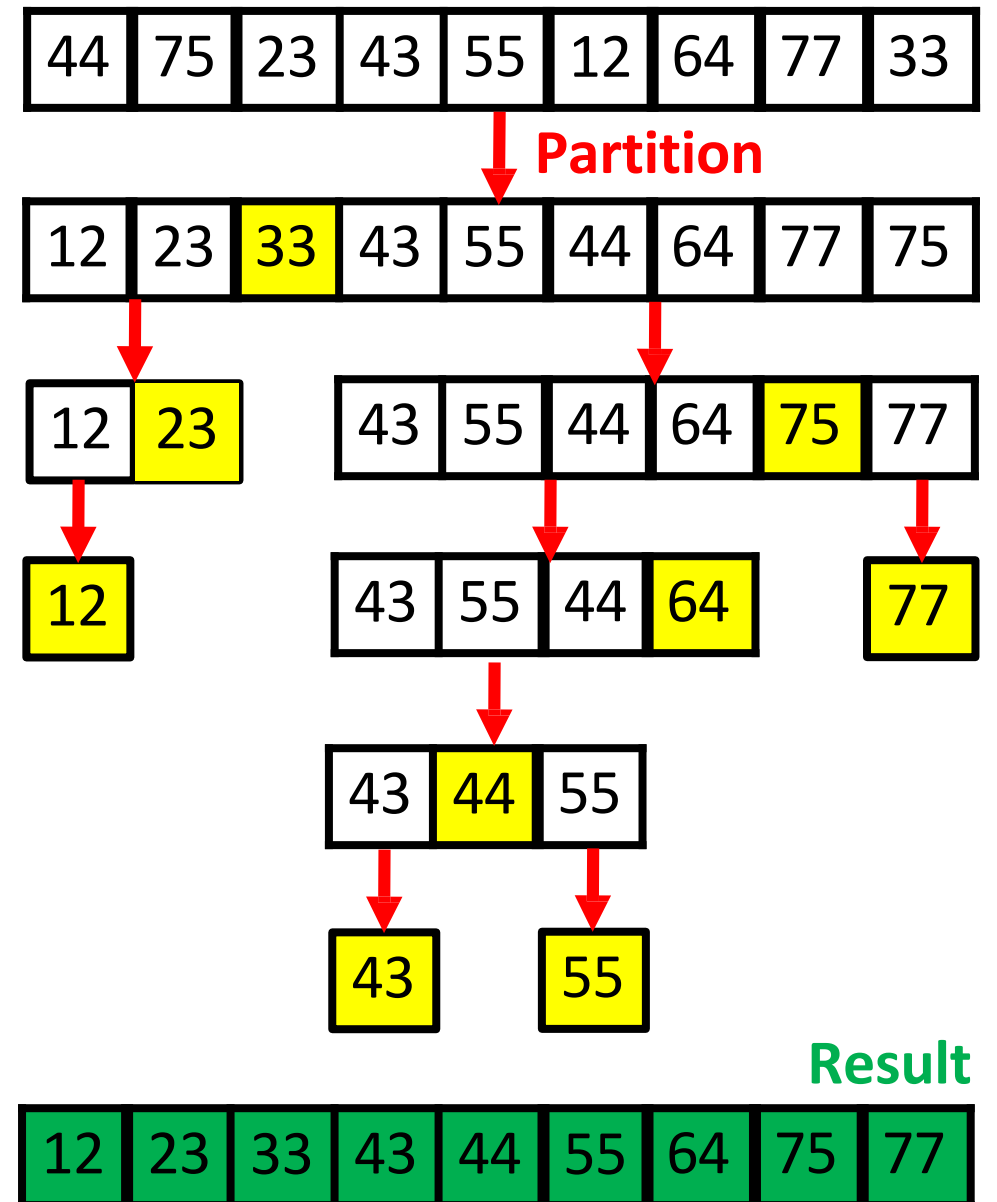 44 75 23 43 55 12 64 77 33
Partition
12 23 33 43 55 44 64 77 75
12 23
43 55 44 64 75 77
12
43 55 44 64
77
43 44 55
43
55
Result
12 23 33 43 44 55 64 75 77